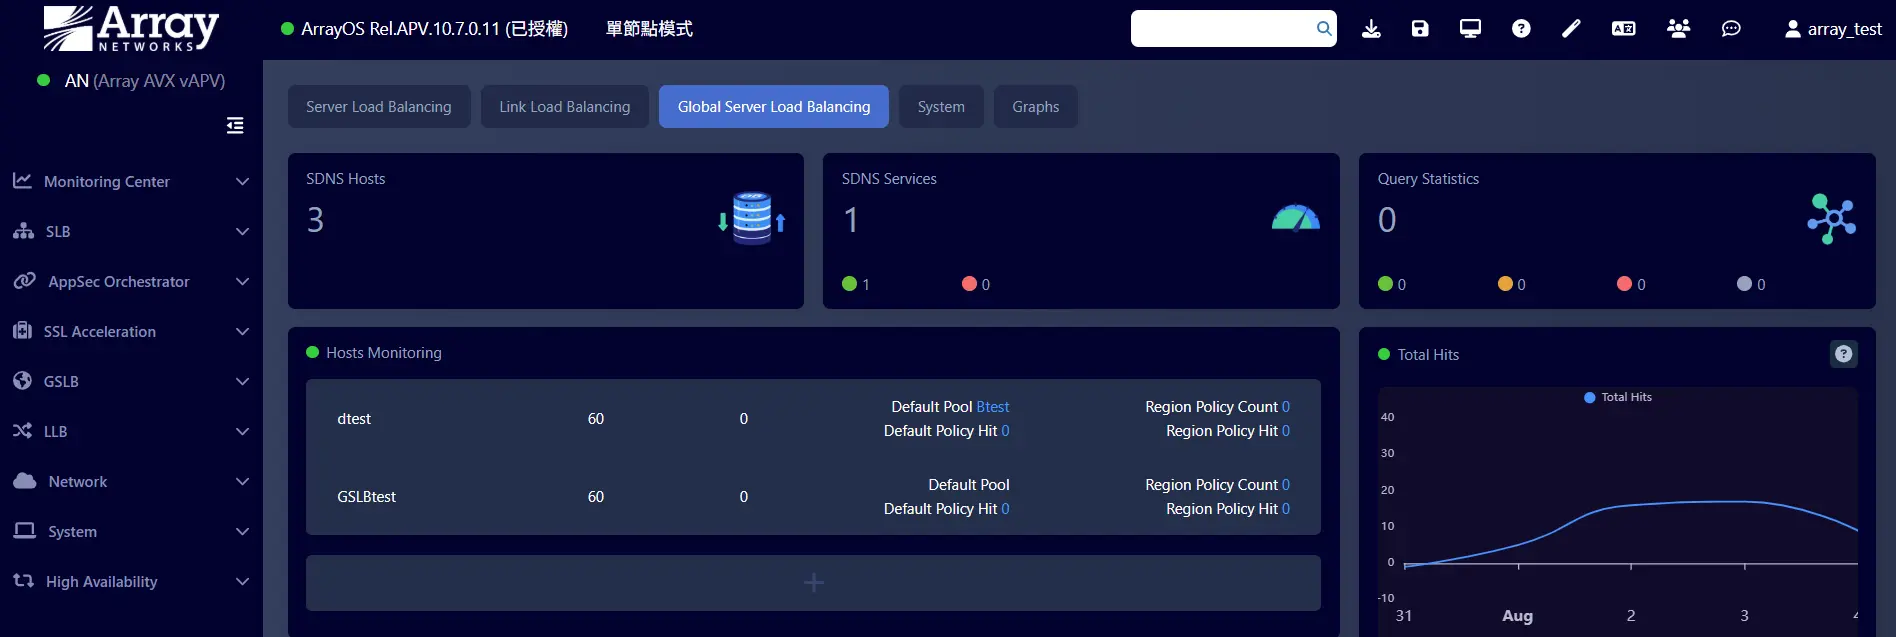 Array
NETWORKS
ArrayOS Rel.APV.10.7.0.11 (已授權)
單節點模式
array_test
AN (Array AVX vAPV)
Monitoring Center
SLB
AppSec Orchestrator
SSL Acceleration
GSLB
LLB
Network
System
High Availability
Server Load Balancing
Link Load Balancing
Global Server Load Balancing
System
Graphs
SDNS Hosts
3
SDNS Services
1
1
0
Query Statistics
0
0
0
0
0
Hosts Monitoring
dtest
60
0
Default Pool Btest
Default Policy Hit 0
Region Policy Count 0
Region Policy Hit 0
GSLBtest
60
0
Default Pool
Default Policy Hit 0
Region Policy Count 0
Region Policy Hit 0
Total Hits
Total Hits
40
30
20
10
0
-10
31
Aug
2
3